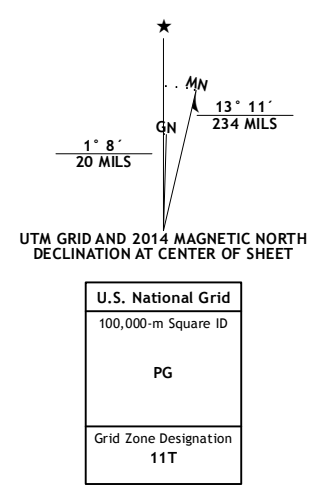 ★
MN
GN
13° 11´
234 MILS
1° 8´
20 MILS
UTM GRID AND 2014 MAGNETIC NORTH
DECLINATION AT CENTER OF SHEET
U.S. National Grid
100,000-m Square ID
PG
Grid Zone Designation
11T